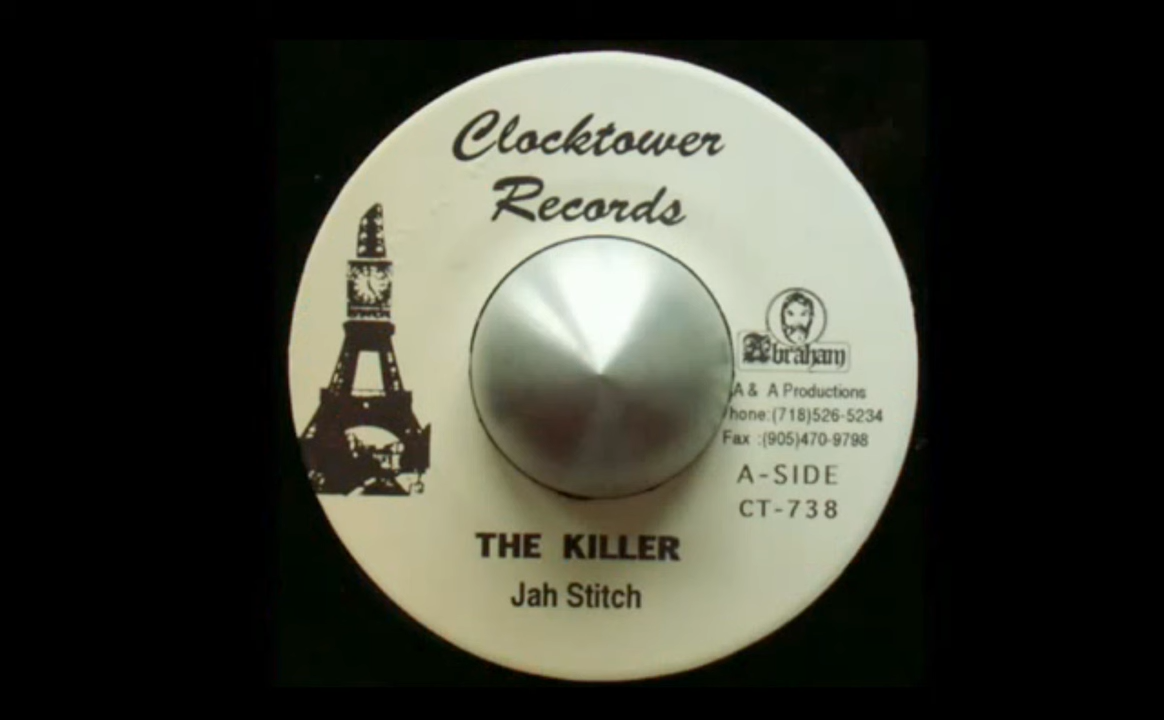 Clocktower
Records
Abraham
A & A Productions
hone:(718)526-5234
Fax :(905)470-9798
A-SIDE
CT-738
THE KILLER
Jah Stitch